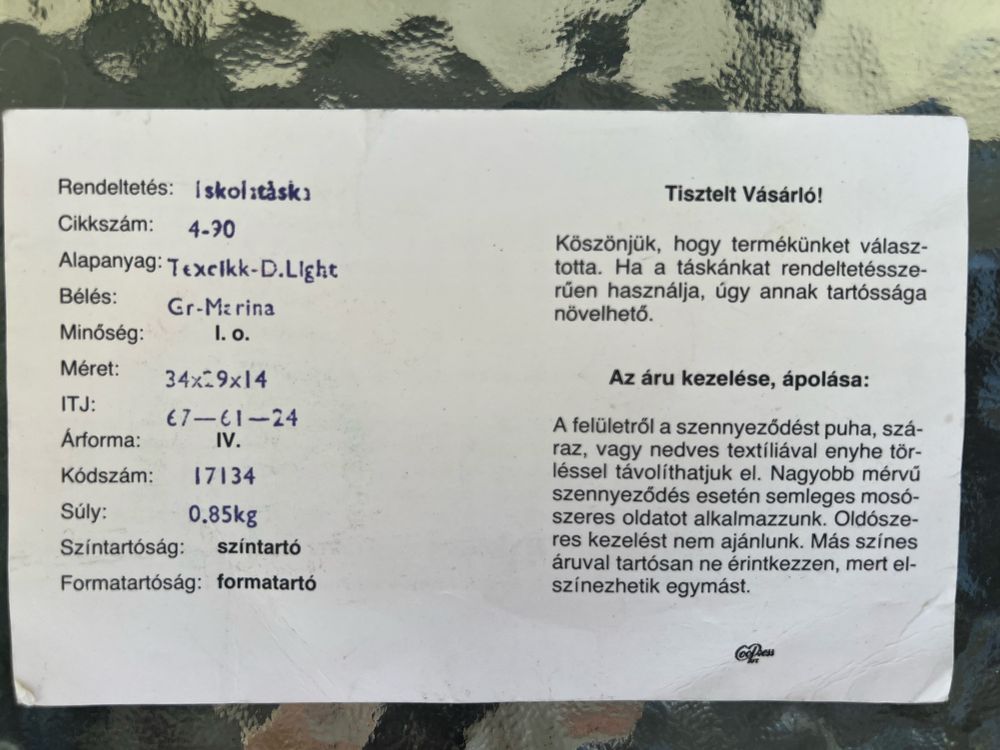 Rendeltetés: Iskolatáska
Cikkszám: 4-90
Alapanyag: Texcikk-D.Light
Bélés: Gr-Marina
Minőség: I. o.
Méret: 34x29x14
ITJ: 67—61—24
Árforma: IV.
Kódszám: 17134
Súly: 0.85kg
Színtartóság: színtartó
Formatartóság: formatartó
Tisztelt Vásárló!
Köszönjük, hogy termékünket válasz-
totta. Ha a táskánkat rendeltetéssze-
rűen használja, úgy annak tartóssága
növelhető.
Az áru kezelése, ápolása:
A felületről a szennyeződést puha, szá-
raz, vagy nedves textíliával enyhe tör-
léssel távolíthatjuk el. Nagyobb mérvű
szennyeződés esetén semleges mosó-
szeres oldatot alkalmazzunk. Oldósze-
res kezelést nem ajánlunk. Más színes
áruval tartósan ne érintkezzen, mert el-
színezhetik egymást.